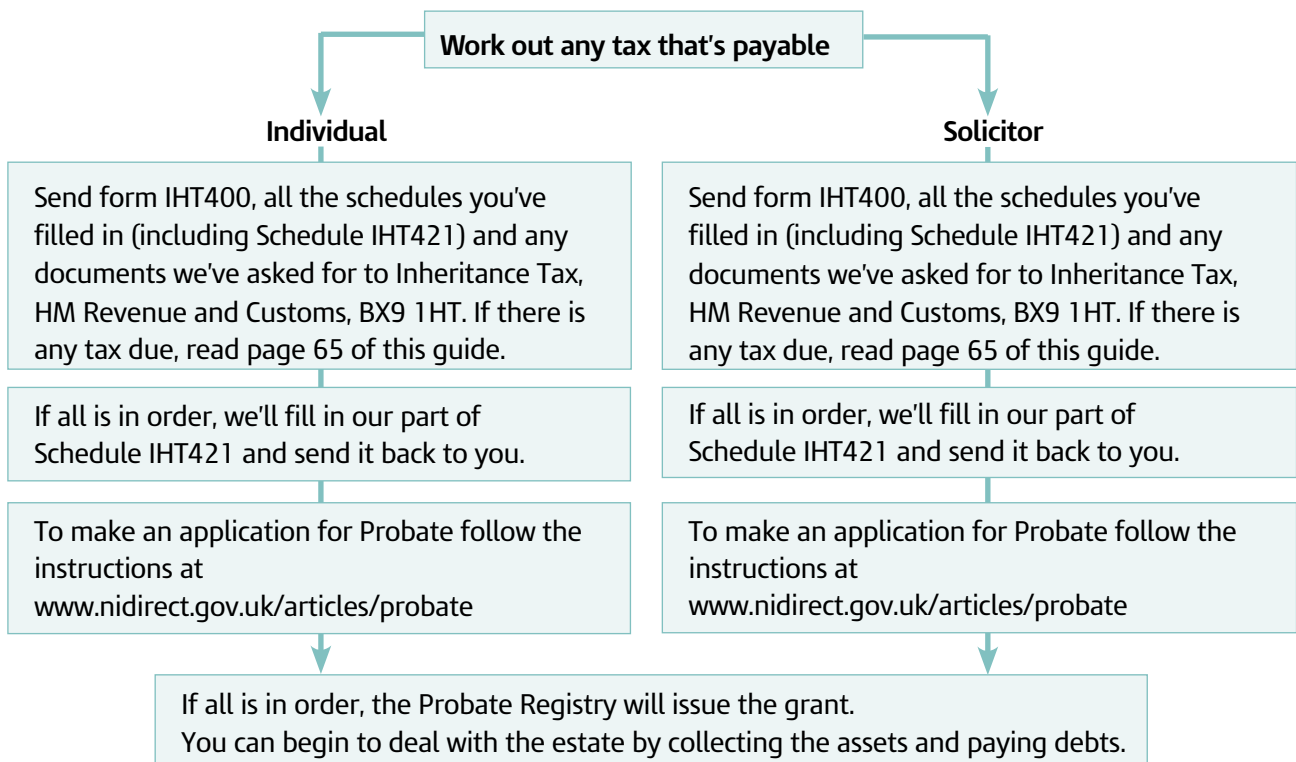 Work out any tax that's payable
Individual
Send form IHT400, all the schedules you've
filled in (including Schedule IHT421) and any
documents we've asked for to Inheritance Tax,
HM Revenue and Customs, BX9 1HT. If there is
any tax due, read page 65 of this guide.
If all is in order, we'll fill in our part of
Schedule IHT421 and send it back to you.
To make an application for Probate follow the
instructions at
www.nidirect.gov.uk/articles/probate
Solicitor
Send form IHT400, all the schedules you've
filled in (including Schedule IHT421) and any
documents we've asked for to Inheritance Tax,
HM Revenue and Customs, BX9 1HT. If there is
any tax due, read page 65 of this guide.
If all is in order, we'll fill in our part of
Schedule IHT421 and send it back to you.
To make an application for Probate follow the
instructions at
www.nidirect.gov.uk/articles/probate
If all is in order, the Probate Registry will issue the grant.
You can begin to deal with the estate by collecting the assets and paying debts.